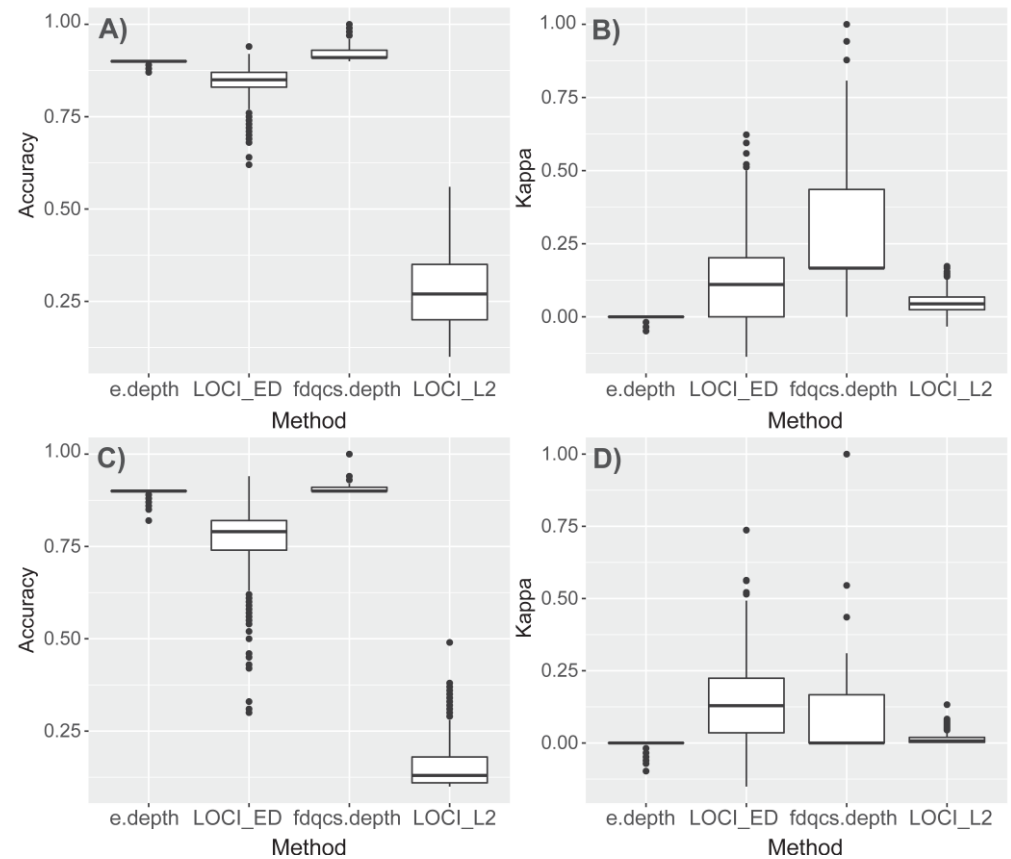 A)
1.00
0.75
0.50
0.25
Accuracy
e.depth LOCI_ED fdqcs.depth LOCI_L2
Method
B)
1.00
0.75
0.50
0.25
0.00
Kappa
e.depth LOCI_ED fdqcs.depth LOCI_L2
Method
C)
1.00
0.75
0.50
0.25
Accuracy
e.depth LOCI_ED fdqcs.depth LOCI_L2
Method
D)
1.00
0.75
0.50
0.25
0.00
Kappa
e.depth LOCI_ED fdqcs.depth LOCI_L2
Method